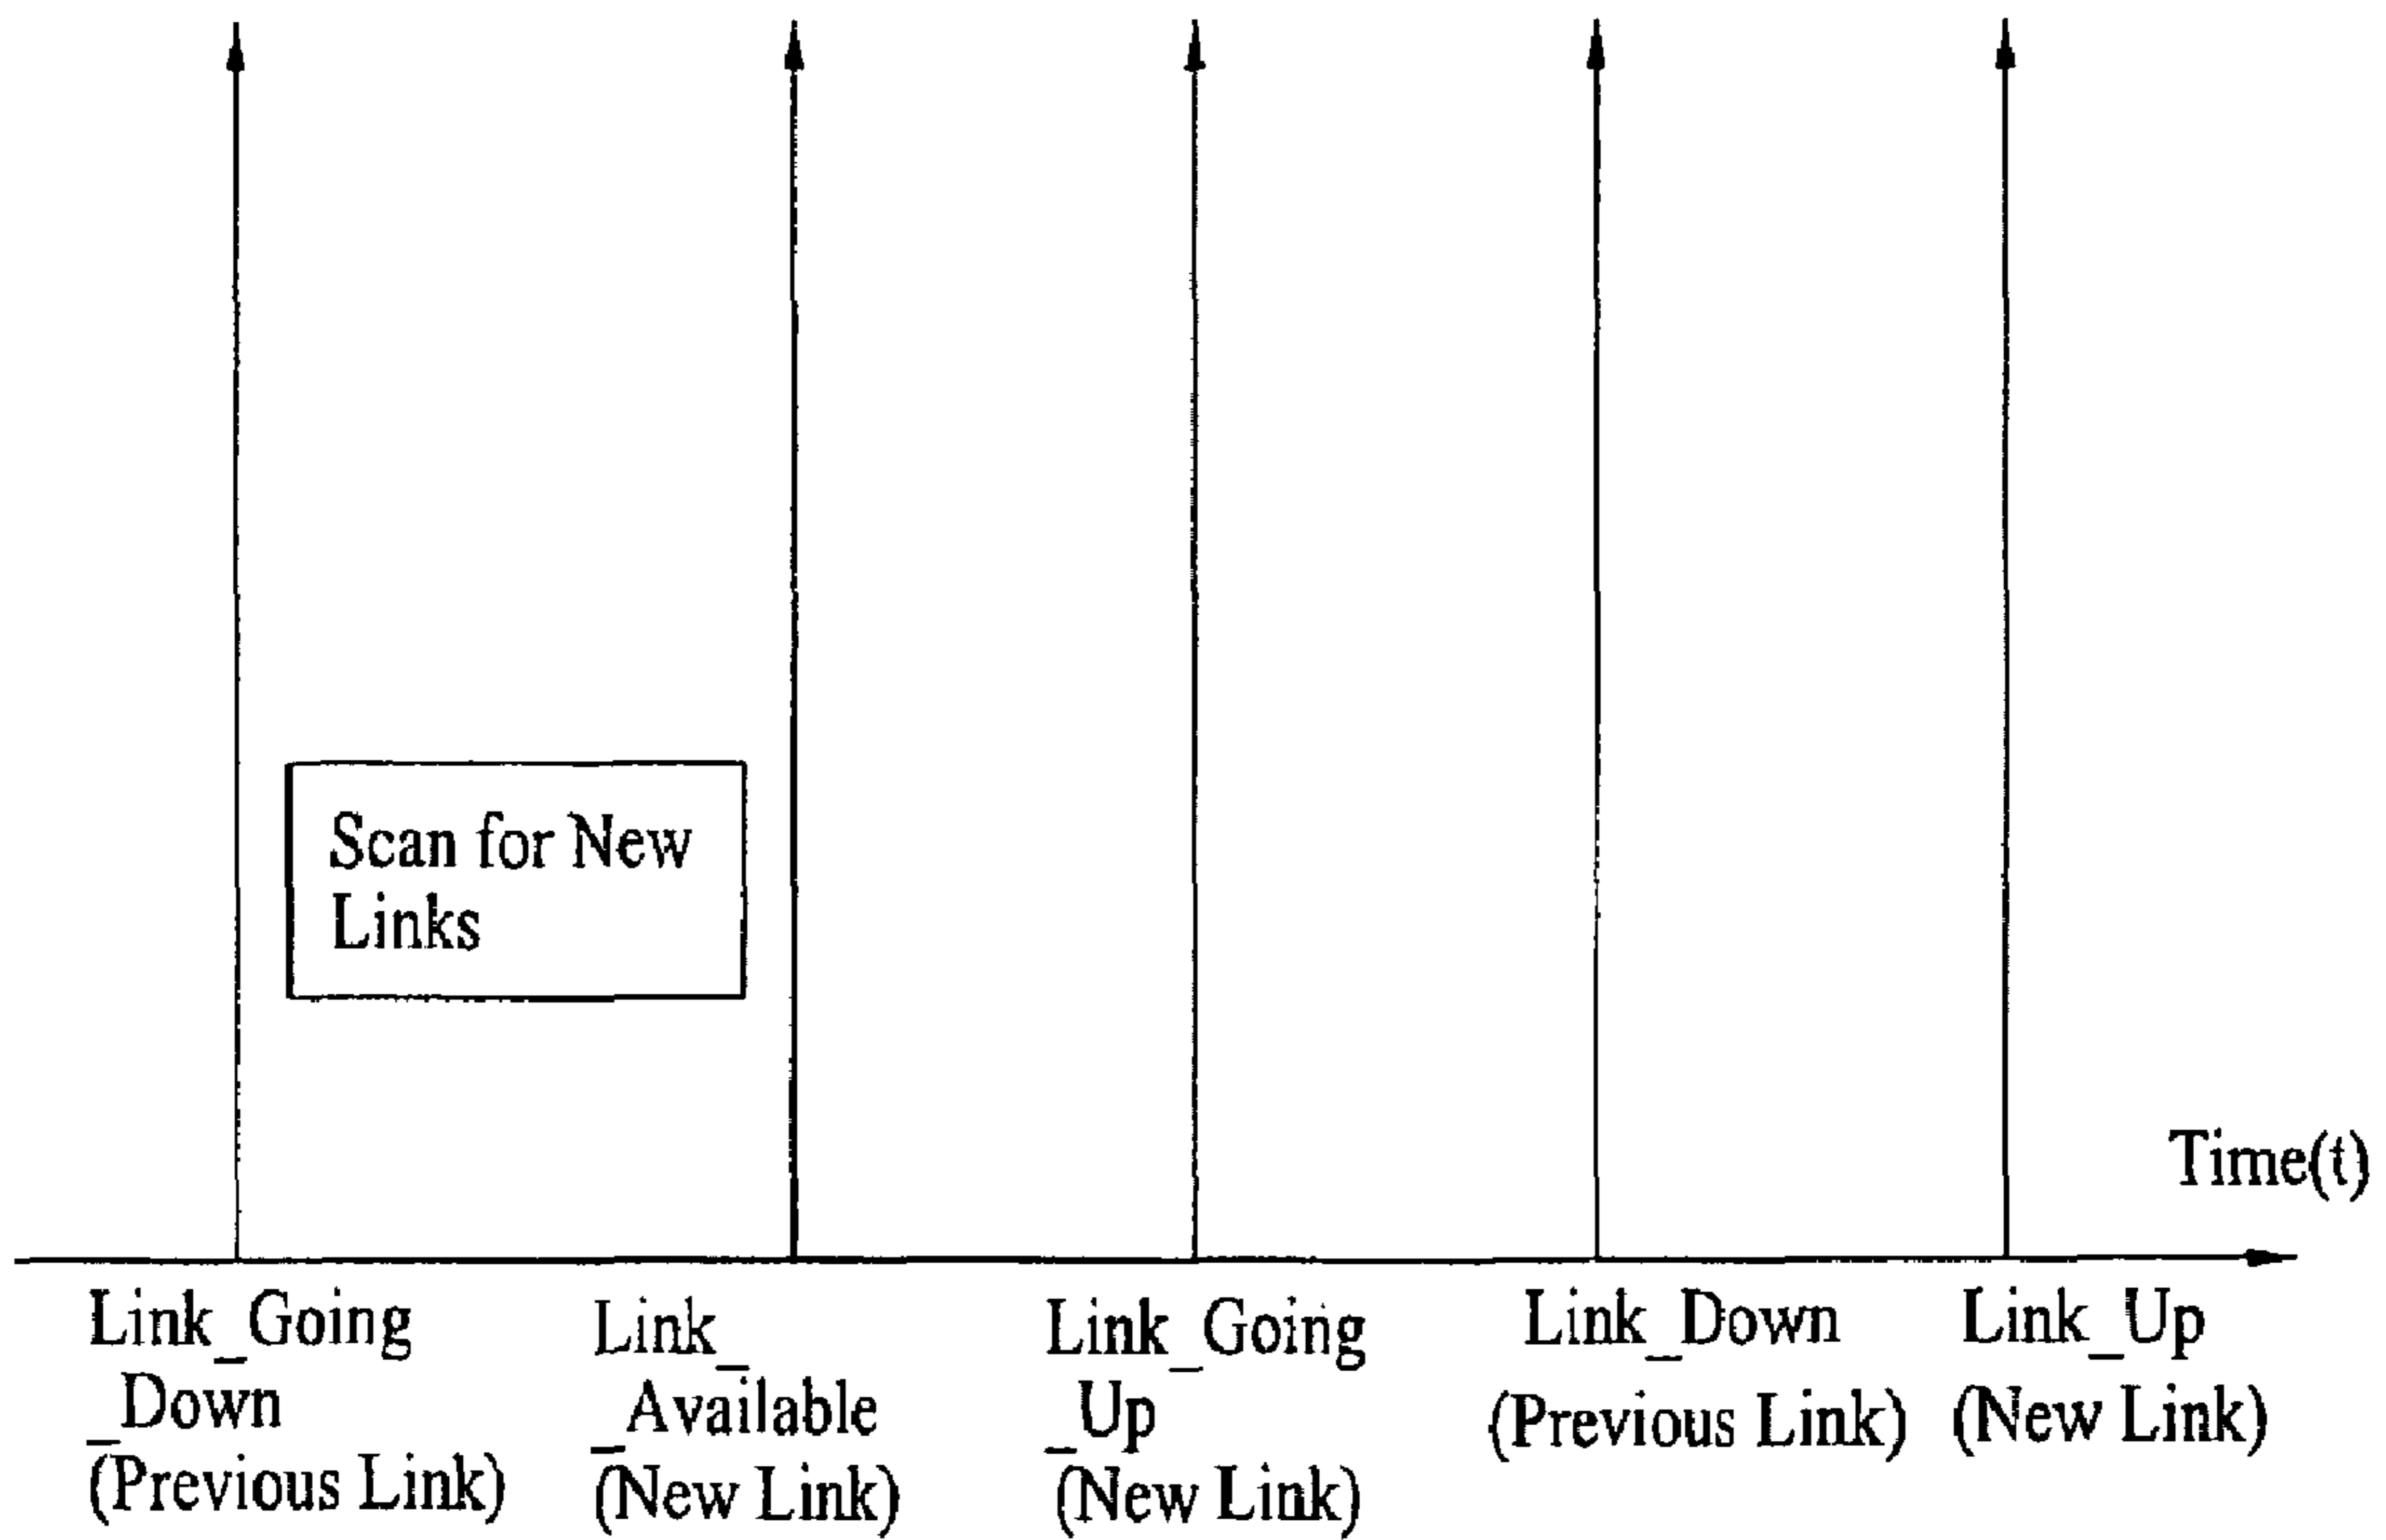 Scan for New
Links
Time(t)
Link_Going
_Down
(Previous Link)
Link_
_Available
(New Link)
Link_Going
_Up
(New Link)
Link_Down
(Previous Link)
Link_Up
(New Link)